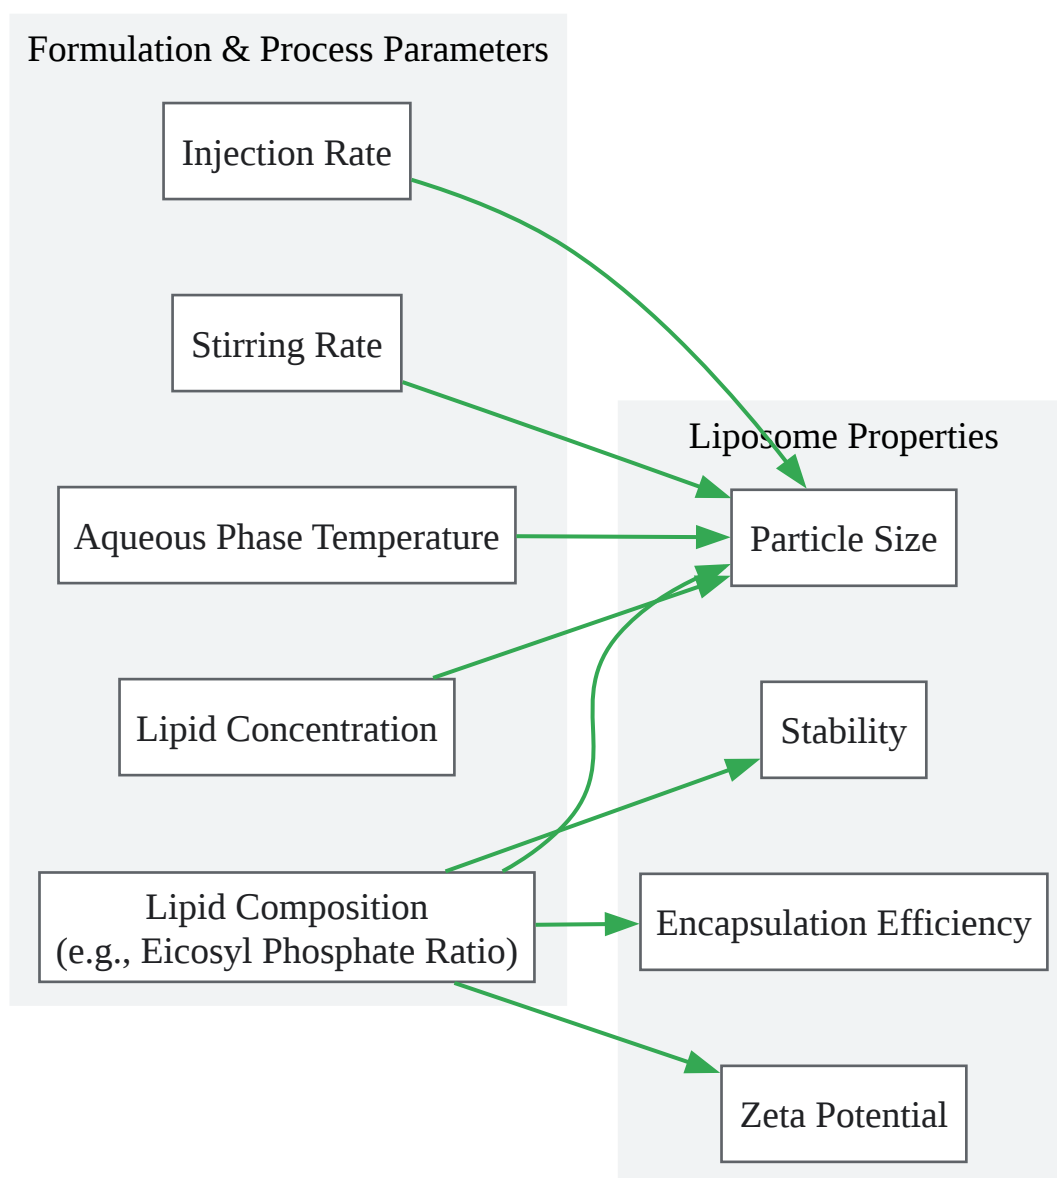 Formulation & Process Parameters
Injection Rate
Stirring Rate
Aqueous Phase Temperature
Lipid Concentration
Lipid Composition
(e.g., Eicosyl Phosphate Ratio)
Liposome Properties
Particle Size
Stability
Encapsulation Efficiency
Zeta Potential